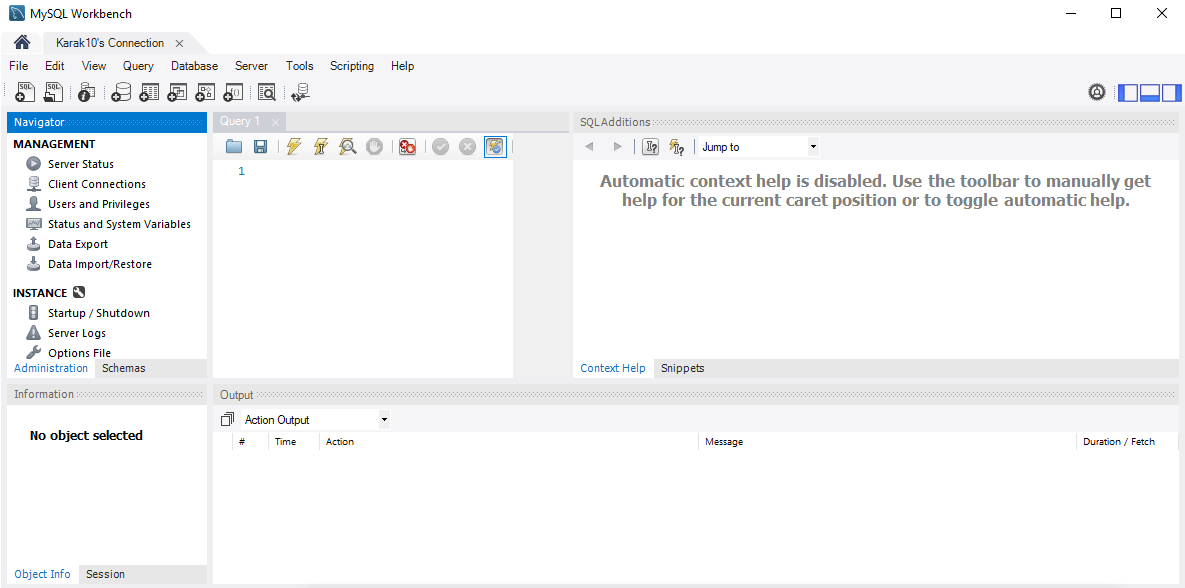 MySQL Workbench
Karak10's Connection
File Edit View Query Database Server Tools Scripting Help
SQL SQL
Navigator
MANAGEMENT
Server Status
Client Connections
Users and Privileges
Status and System Variables
Data Export
Data Import/Restore
INSTANCE
Startup / Shutdown
Server Logs
Options File
Administration Schemas
Query 1
1
SQLAdditions
Jump to
Automatic context help is disabled. Use the toolbar to manually get
help for the current caret position or to toggle automatic help.
Context Help Snippets
Information
No object selected
Object Info Session
Output
Action Output
# Time Action Message Duration / Fetch